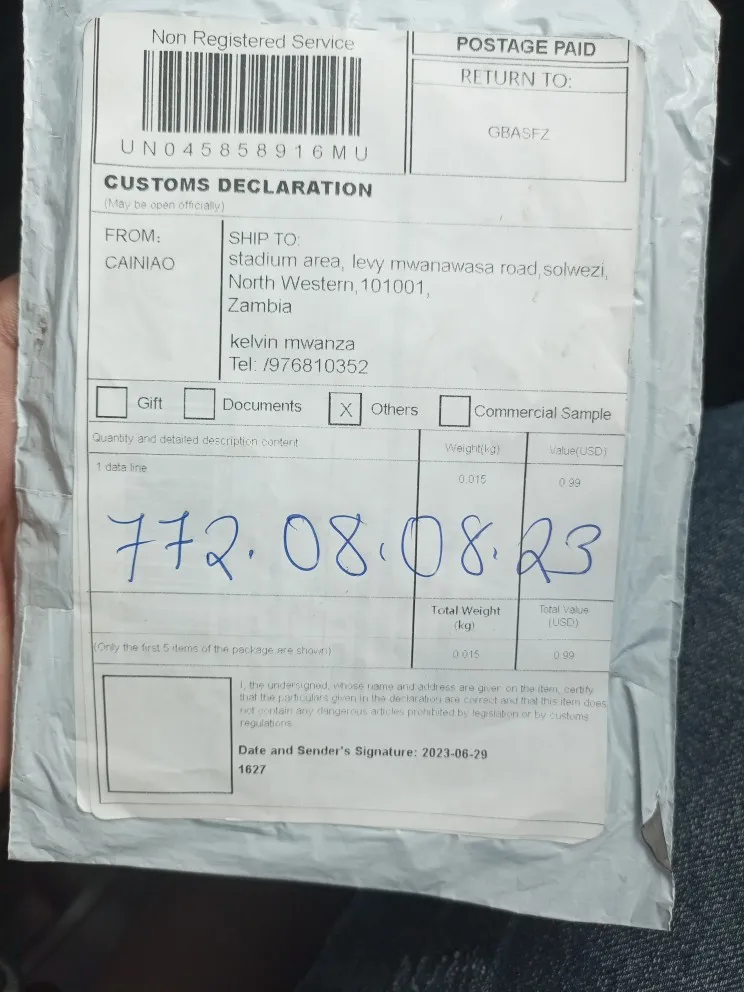 Non Registered Service
UN045858916MU
POSTAGE PAID
RETURN TO:
GBASFZ
CUSTOMS DECLARATION
(May be open officially)
FROM:
CAINIAO
SHIP TO:
stadium area, levy mwanawasa road,solwezi,
North Western,101001,
Zambia
kelvin mwanza
Tel: /976810352
Gift
Documents
X Others
Commercial Sample
Quantity and detailed description content Weight(kg) Value(USD)
1 data line 0.015 0.99
772. 08.08.23
Total Weight (kg)
Total Value (USD)
(Only the first 5 items of the package are shown) 0.015 0.99
I, the undersigned, whose name and address are given on the item, certify
that the particulars given in the declaration are correct and that this item does
not contain any dangerous articles prohibited by legislation or by customs
regulations.
Date and Sender's Signature: 2023-06-29
1627